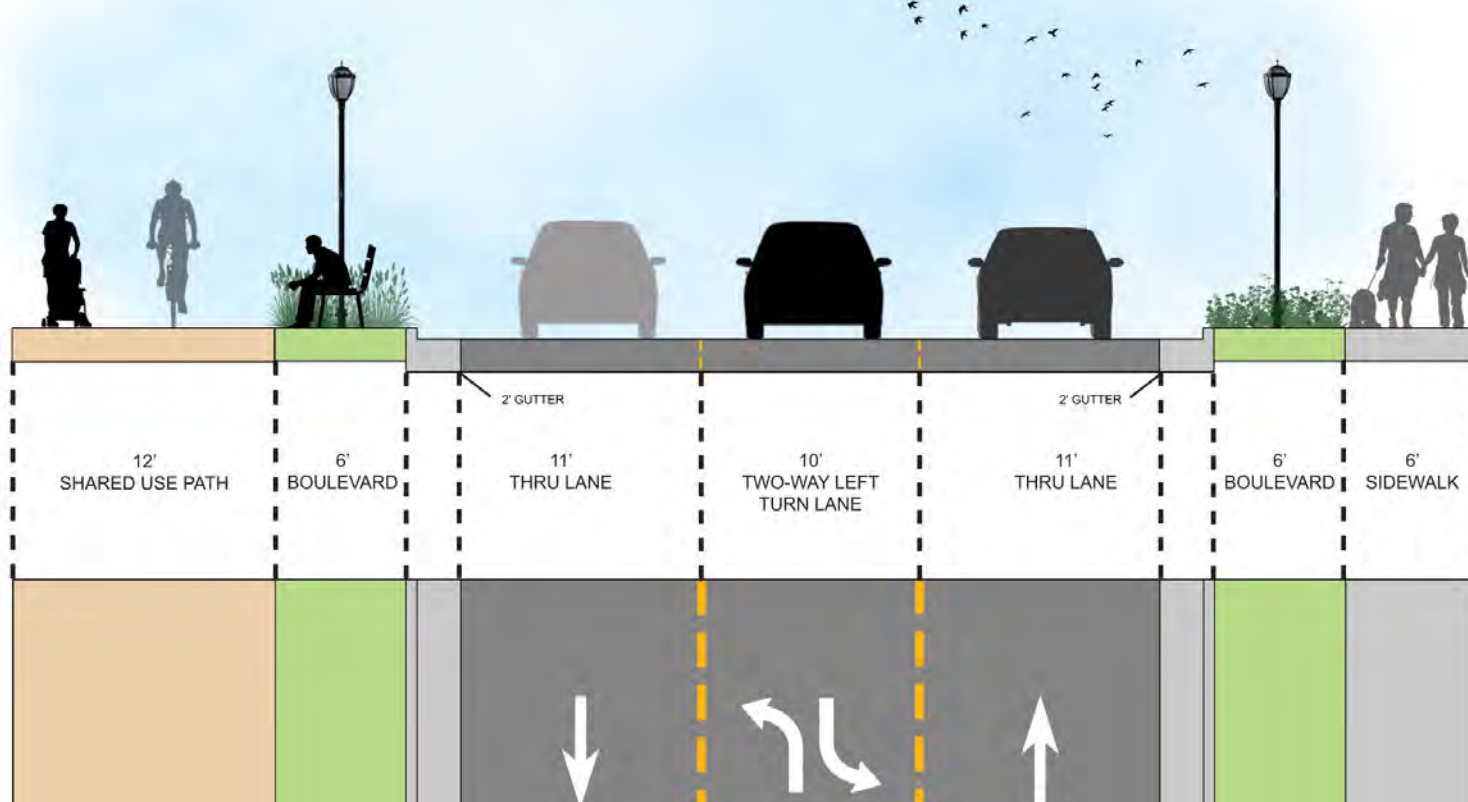 2' GUTTER
2' GUTTER
12'
SHARED USE PATH
6'
BOULEVARD
11'
THRU LANE
10'
TWO-WAY LEFT
TURN LANE
11'
THRU LANE
6'
BOULEVARD
6'
SIDEWALK